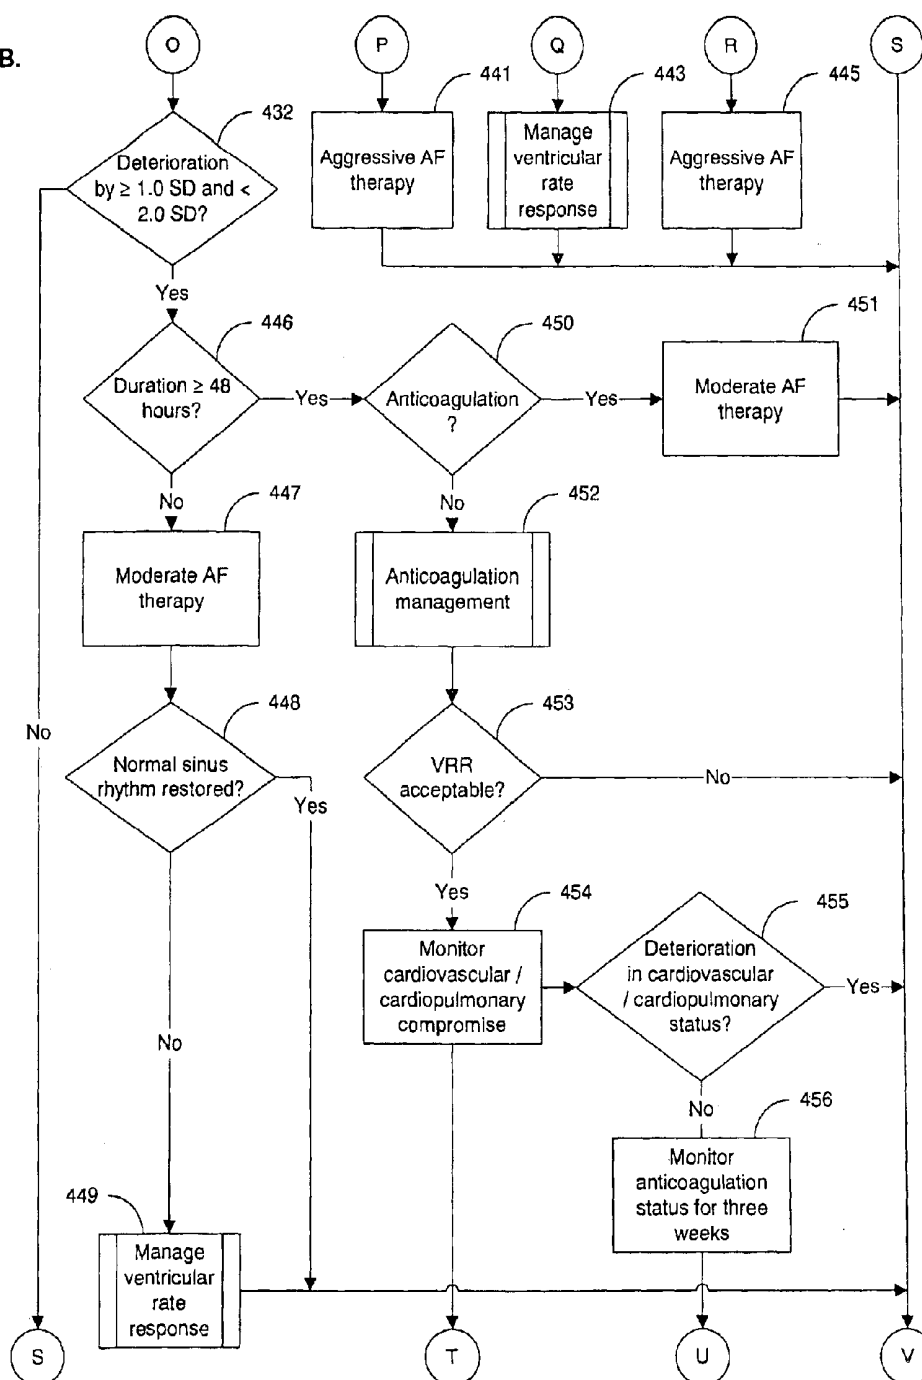 B.
O
P
Q
R
S
432
441
443
445
Deterioration
by ≥ 1.0 SD and <
2.0 SD?
Aggressive AF
therapy
Manage
ventricular
rate
response
Aggressive AF
therapy
Yes
446
450
451
Duration ≥ 48
hours?
Yes
Anticoagulation
?
Yes
Moderate AF
therapy
No
447
No
452
Moderate AF
therapy
Anticoagulation
management
No
448
453
Normal sinus
rhythm restored?
Yes
VRR
acceptable?
No
Yes
454
455
Monitor
cardiovascular /
cardiopulmonary
compromise
Deterioration
in cardiovascular
/ cardiopulmonary
status?
Yes
No
No
456
Monitor
anticoagulation
status for three
weeks
449
Manage
ventricular
rate
response
S
T
U
V